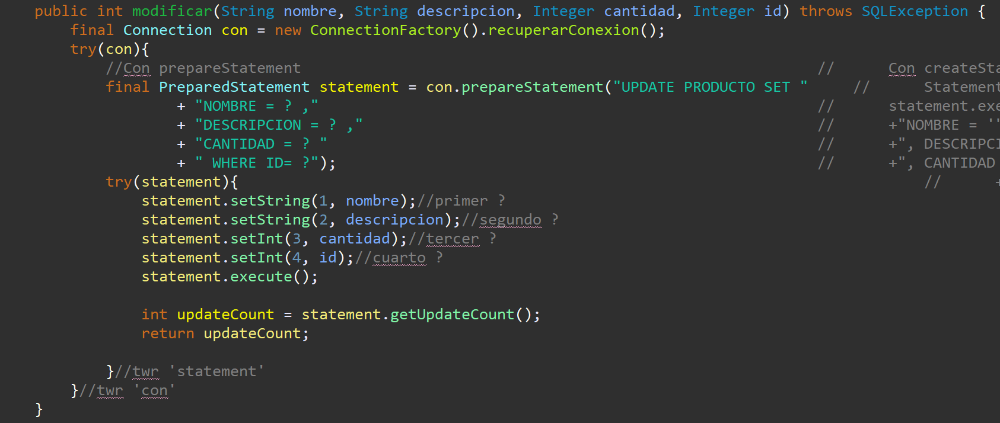 public int modificar(String nombre, String descripcion, Integer cantidad, Integer id) throws SQLException {
final Connection con = new ConnectionFactory().recuperarConexion();
try(con){
//Con prepareStatement // Con createSta
final PreparedStatement statement = con.prepareStatement("UPDATE PRODUCTO SET " // Statement
+ "NOMBRE = ? ," // statement.exe
+ "DESCRIPCION = ? ," // +"NOMBRE = ''
+ "CANTIDAD = ? " // +", DESCRIPCI
+ " WHERE ID= ?"); // +", CANTIDAD
try(statement){ // +
statement.setString(1, nombre);//primer ?
statement.setString(2, descripcion);//segundo ?
statement.setInt(3, cantidad);//tercer ?
statement.setInt(4, id);//cuarto ?
statement.execute();
int updateCount = statement.getUpdateCount();
return updateCount;
}//twr 'statement'
}//twr 'con'
}